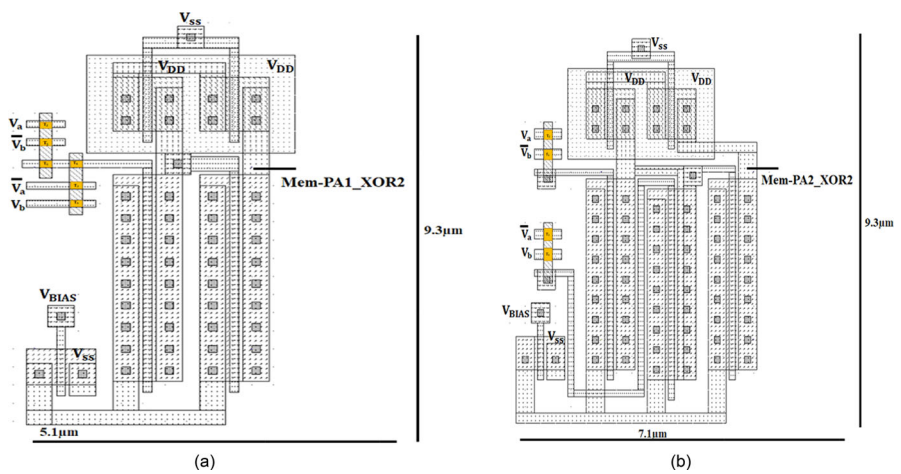 Vss
VDD VDD
Va
V̅b
V̅a
Vb
Mem-PA1_XOR2
9.3µm
VBIAS
Vss
5.1µm
(a)
Vss
VDD VDD
Va
V̅b
Mem-PA2_XOR2
9.3µm
V̅a
Vb
VBIAS
Vss
7.1µm
(b)